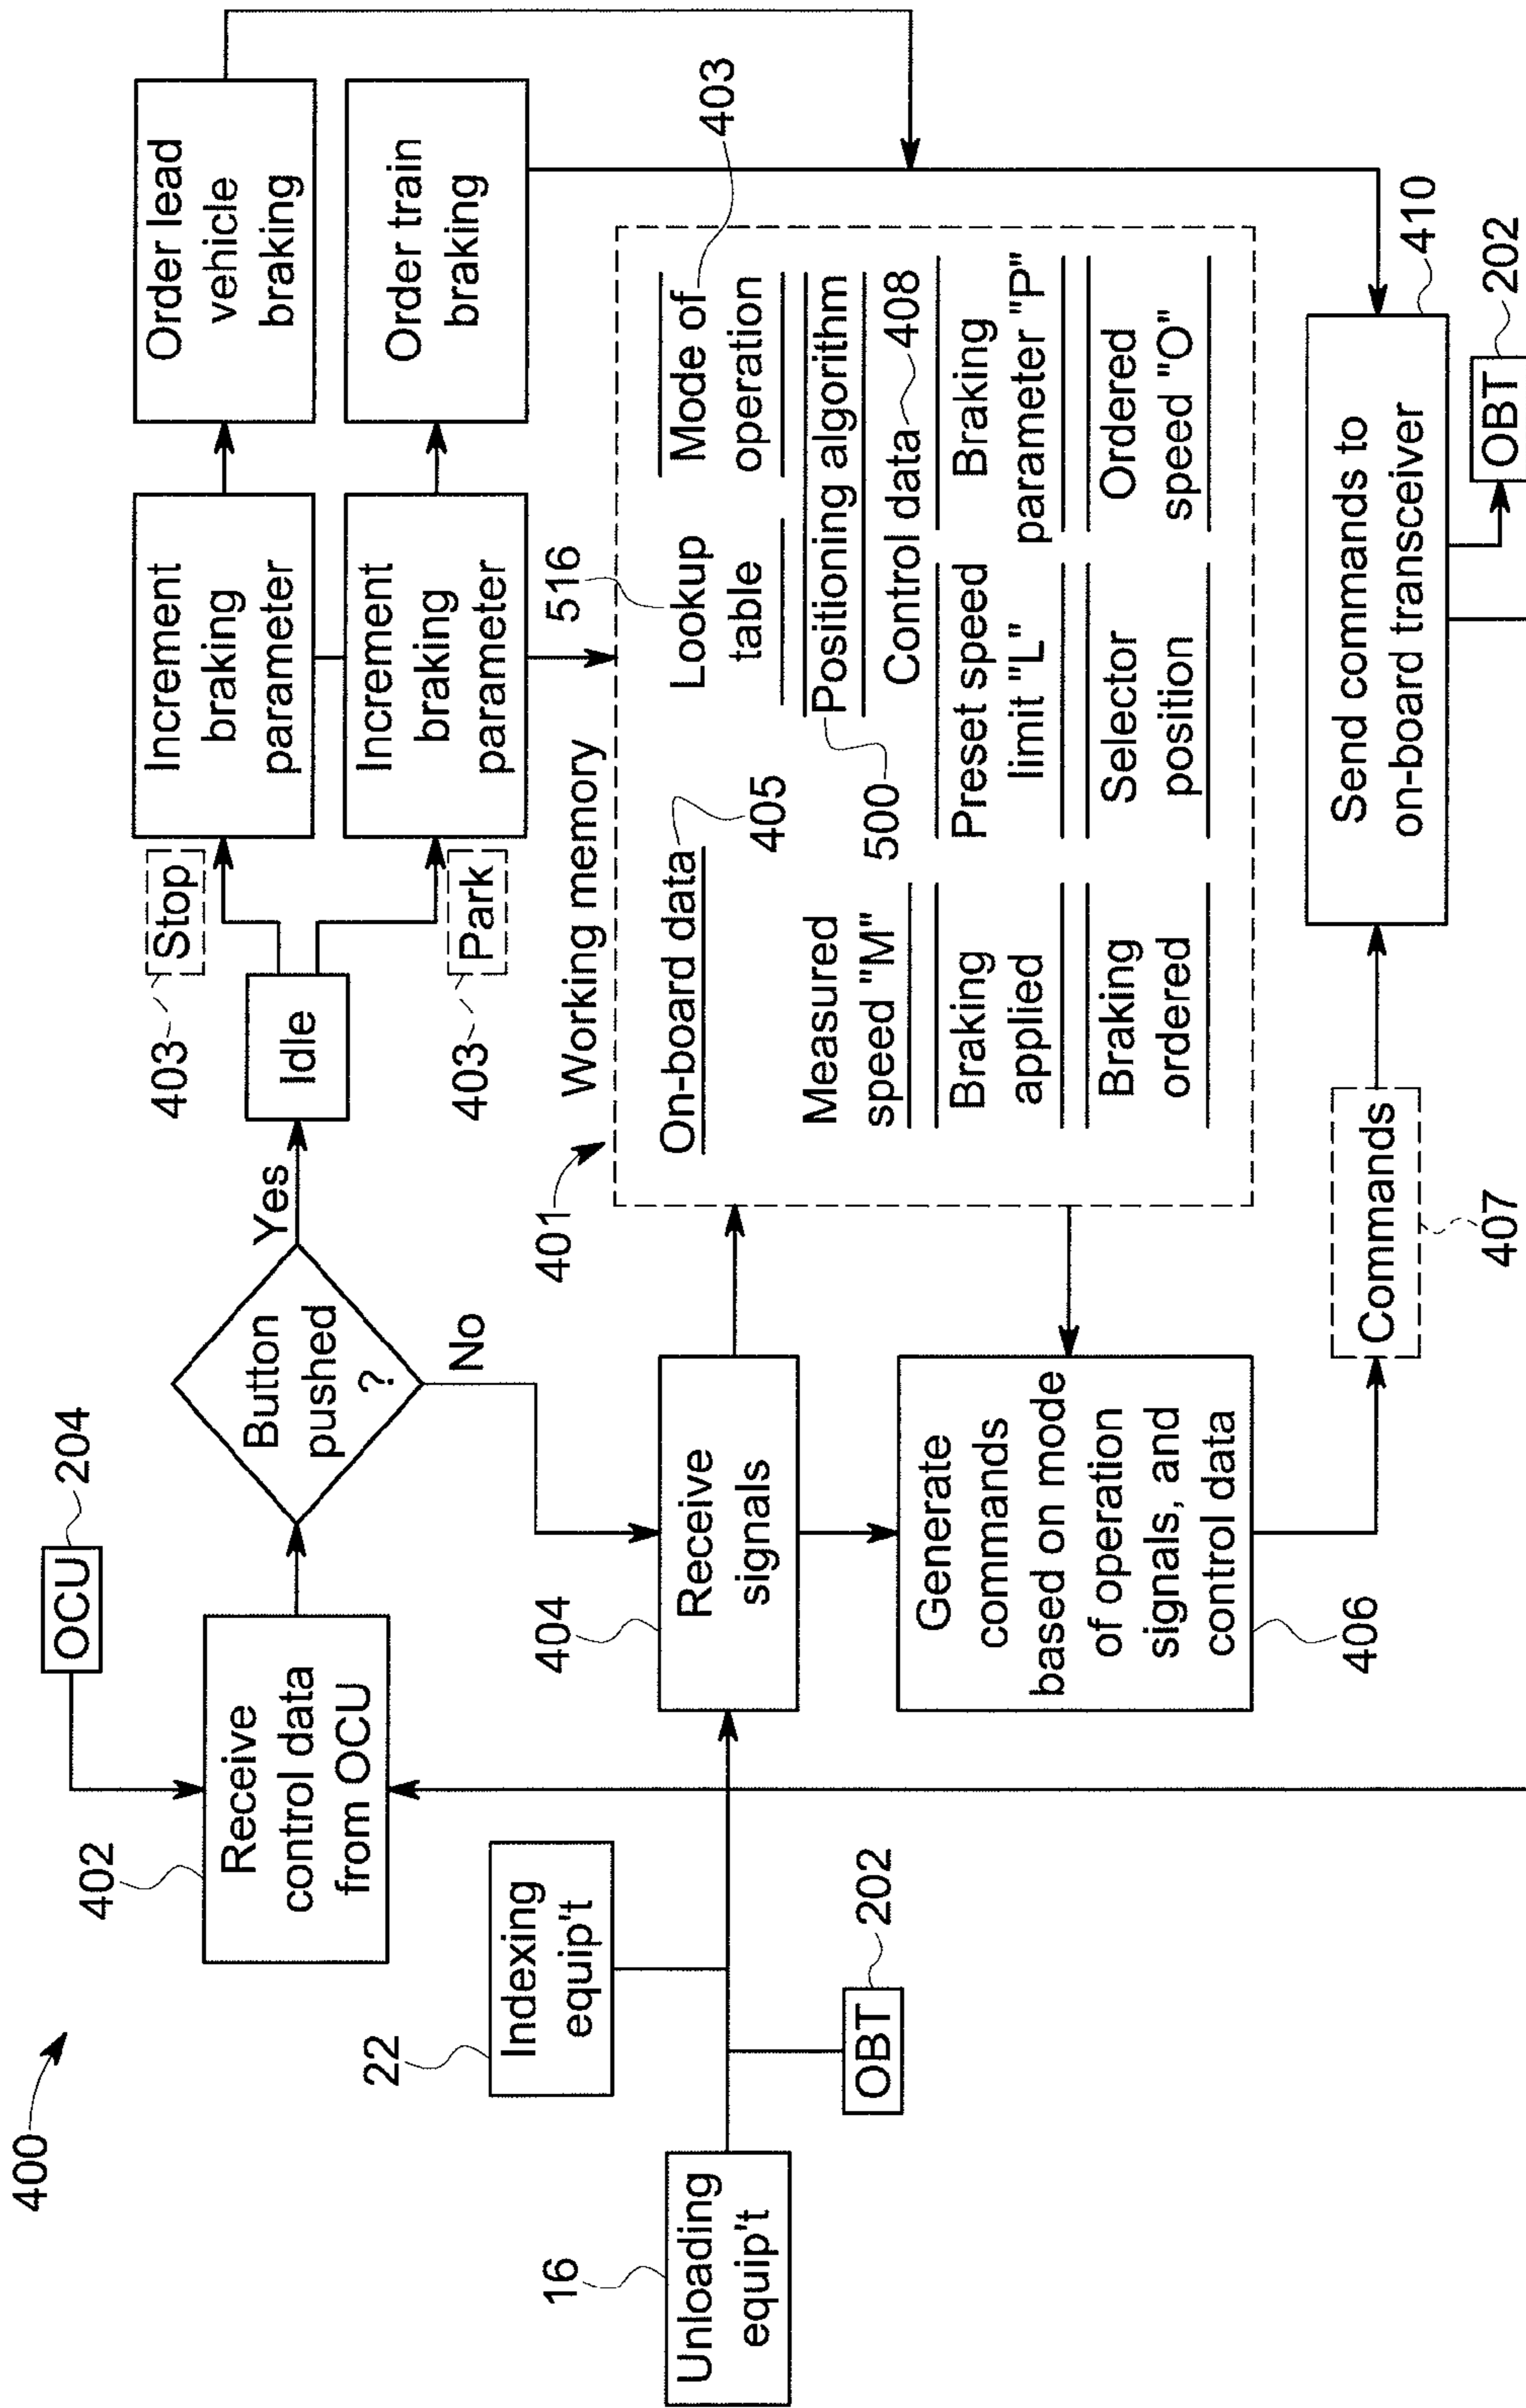 400
OCU
204
402
Receive
control data
from OCU
Button
pushed
?
Yes
No
Idle
403
Stop
403
Park
Increment
braking
parameter
Increment
braking
parameter
Order lead
vehicle
braking
Order train
braking
22
Indexing
equip't
16
Unloading
equip't
OBT
202
404
Receive
signals
Generate
commands
based on mode
of operation
signals, and
control data
406
401
Working memory
516
On-board data
405
Lookup
table
Mode of
operation
403
Positioning algorithm
500
Control data
408
Measured
speed "M"
Preset speed
limit "L"
Braking
parameter "P"
Braking
applied
Selector
position
Ordered
speed "O"
Braking
ordered
Commands
407
Send commands to
on-board transceiver
410
OBT
202